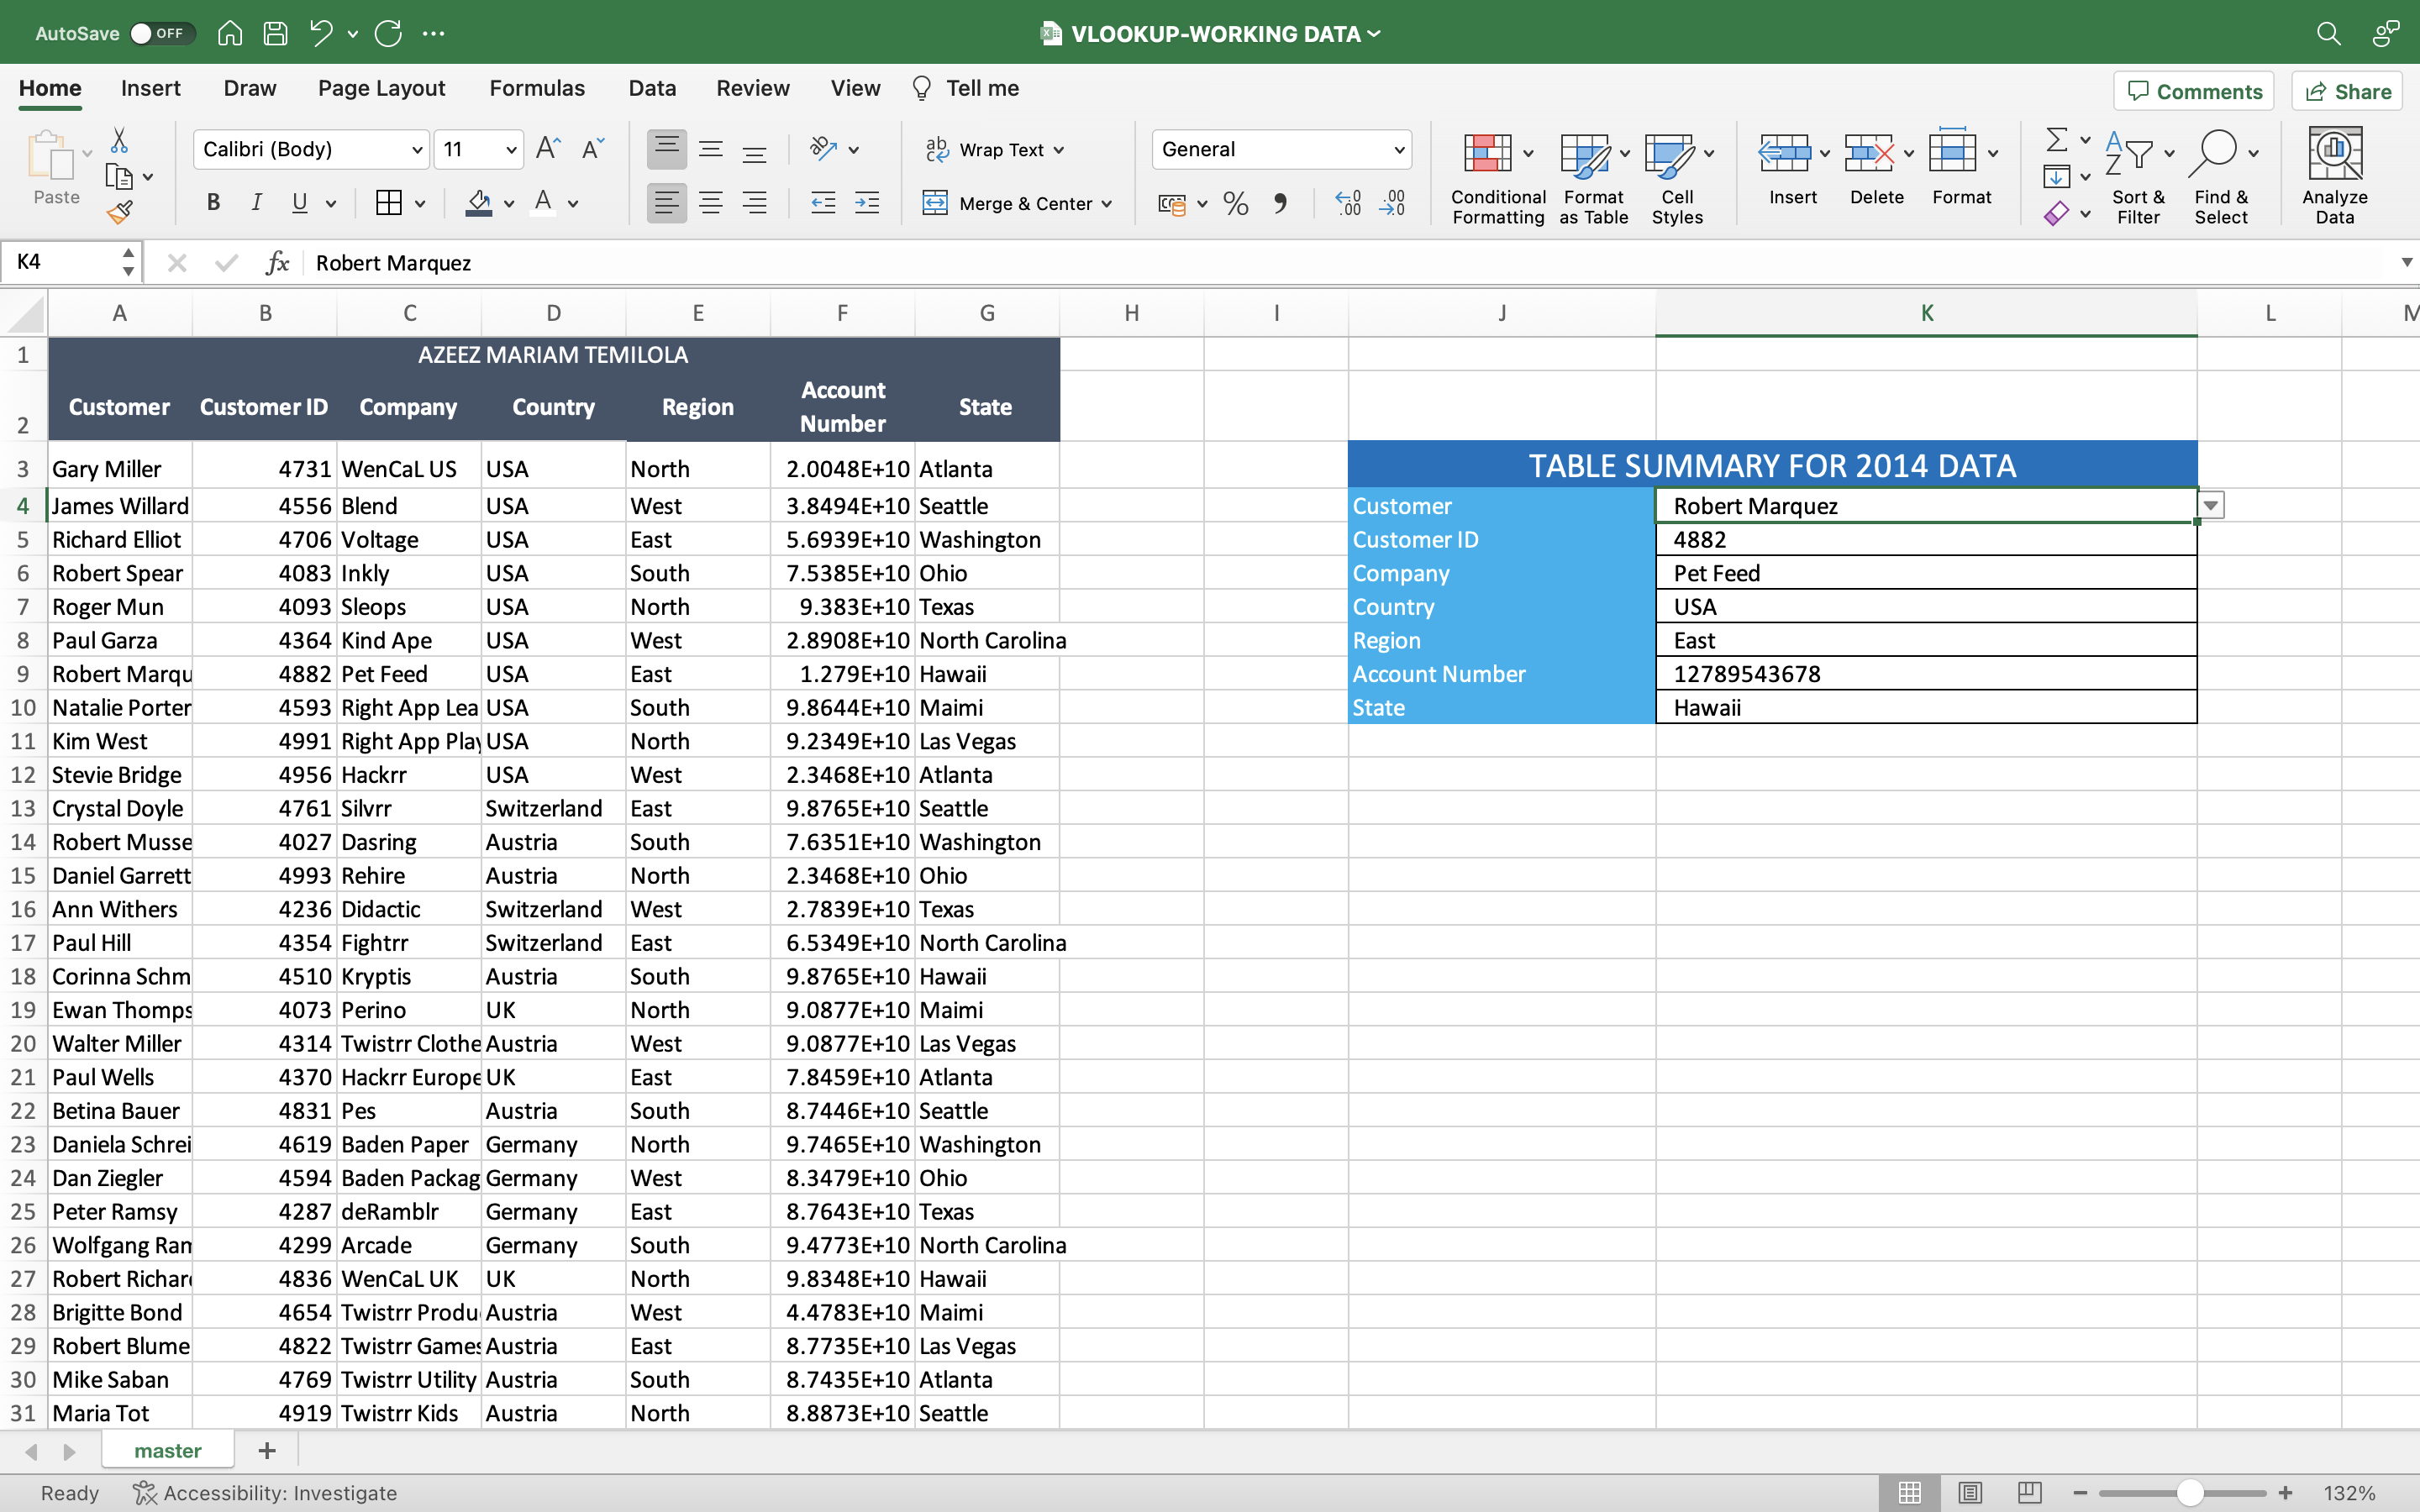 AutoSave OFF VLOOKUP-WORKING DATA
Home Insert Draw Page Layout Formulas Data Review View Tell me Comments Share
Paste Calibri (Body) 11 A A Wrap Text General
B I U A Merge & Center % Conditional Formatting Format as Table Cell Styles Insert Delete Format Sort & Filter Find & Select Analyze Data
K4 fx Robert Marquez
A B C D E F G H I J K L M
1 AZEEZ MARIAM TEMILOLA
2 Customer Customer ID Company Country Region Account Number State
3 Gary Miller 4731 WenCaL US USA North 2.0048E+10 Atlanta TABLE SUMMARY FOR 2014 DATA
4 James Willard 4556 Blend USA West 3.8494E+10 Seattle Customer Robert Marquez
5 Richard Elliot 4706 Voltage USA East 5.6939E+10 Washington Customer ID 4882
6 Robert Spear 4083 Inkly USA South 7.5385E+10 Ohio Company Pet Feed
7 Roger Mun 4093 Sleops USA North 9.383E+10 Texas Country USA
8 Paul Garza 4364 Kind Ape USA West 2.8908E+10 North Carolina Region East
9 Robert Marqu 4882 Pet Feed USA East 1.279E+10 Hawaii Account Number 12789543678
10 Natalie Porter 4593 Right App Lea USA South 9.8644E+10 Maimi State Hawaii
11 Kim West 4991 Right App Play USA North 9.2349E+10 Las Vegas
12 Stevie Bridge 4956 Hackrr USA West 2.3468E+10 Atlanta
13 Crystal Doyle 4761 Silvrr Switzerland East 9.8765E+10 Seattle
14 Robert Musse 4027 Dasring Austria South 7.6351E+10 Washington
15 Daniel Garrett 4993 Rehire Austria North 2.3468E+10 Ohio
16 Ann Withers 4236 Didactic Switzerland West 2.7839E+10 Texas
17 Paul Hill 4354 Fightrr Switzerland East 6.5349E+10 North Carolina
18 Corinna Schm 4510 Kryptis Austria South 9.8765E+10 Hawaii
19 Ewan Thomps 4073 Perino UK North 9.0877E+10 Maimi
20 Walter Miller 4314 Twistrr Clothe Austria West 9.0877E+10 Las Vegas
21 Paul Wells 4370 Hackrr Europe UK East 7.8459E+10 Atlanta
22 Betina Bauer 4831 Pes Austria South 8.7446E+10 Seattle
23 Daniela Schrei 4619 Baden Paper Germany North 9.7465E+10 Washington
24 Dan Ziegler 4594 Baden Packag Germany West 8.3479E+10 Ohio
25 Peter Ramsy 4287 deRamblr Germany East 8.7643E+10 Texas
26 Wolfgang Ram 4299 Arcade Germany South 9.4773E+10 North Carolina
27 Robert Richar 4836 WenCaL UK UK North 9.8348E+10 Hawaii
28 Brigitte Bond 4654 Twistrr Produ Austria West 4.4783E+10 Maimi
29 Robert Blume 4822 Twistrr Games Austria East 8.7735E+10 Las Vegas
30 Mike Saban 4769 Twistrr Utility Austria South 8.7435E+10 Atlanta
31 Maria Tot 4919 Twistrr Kids Austria North 8.8873E+10 Seattle
master
Ready Accessibility: Investigate 132%